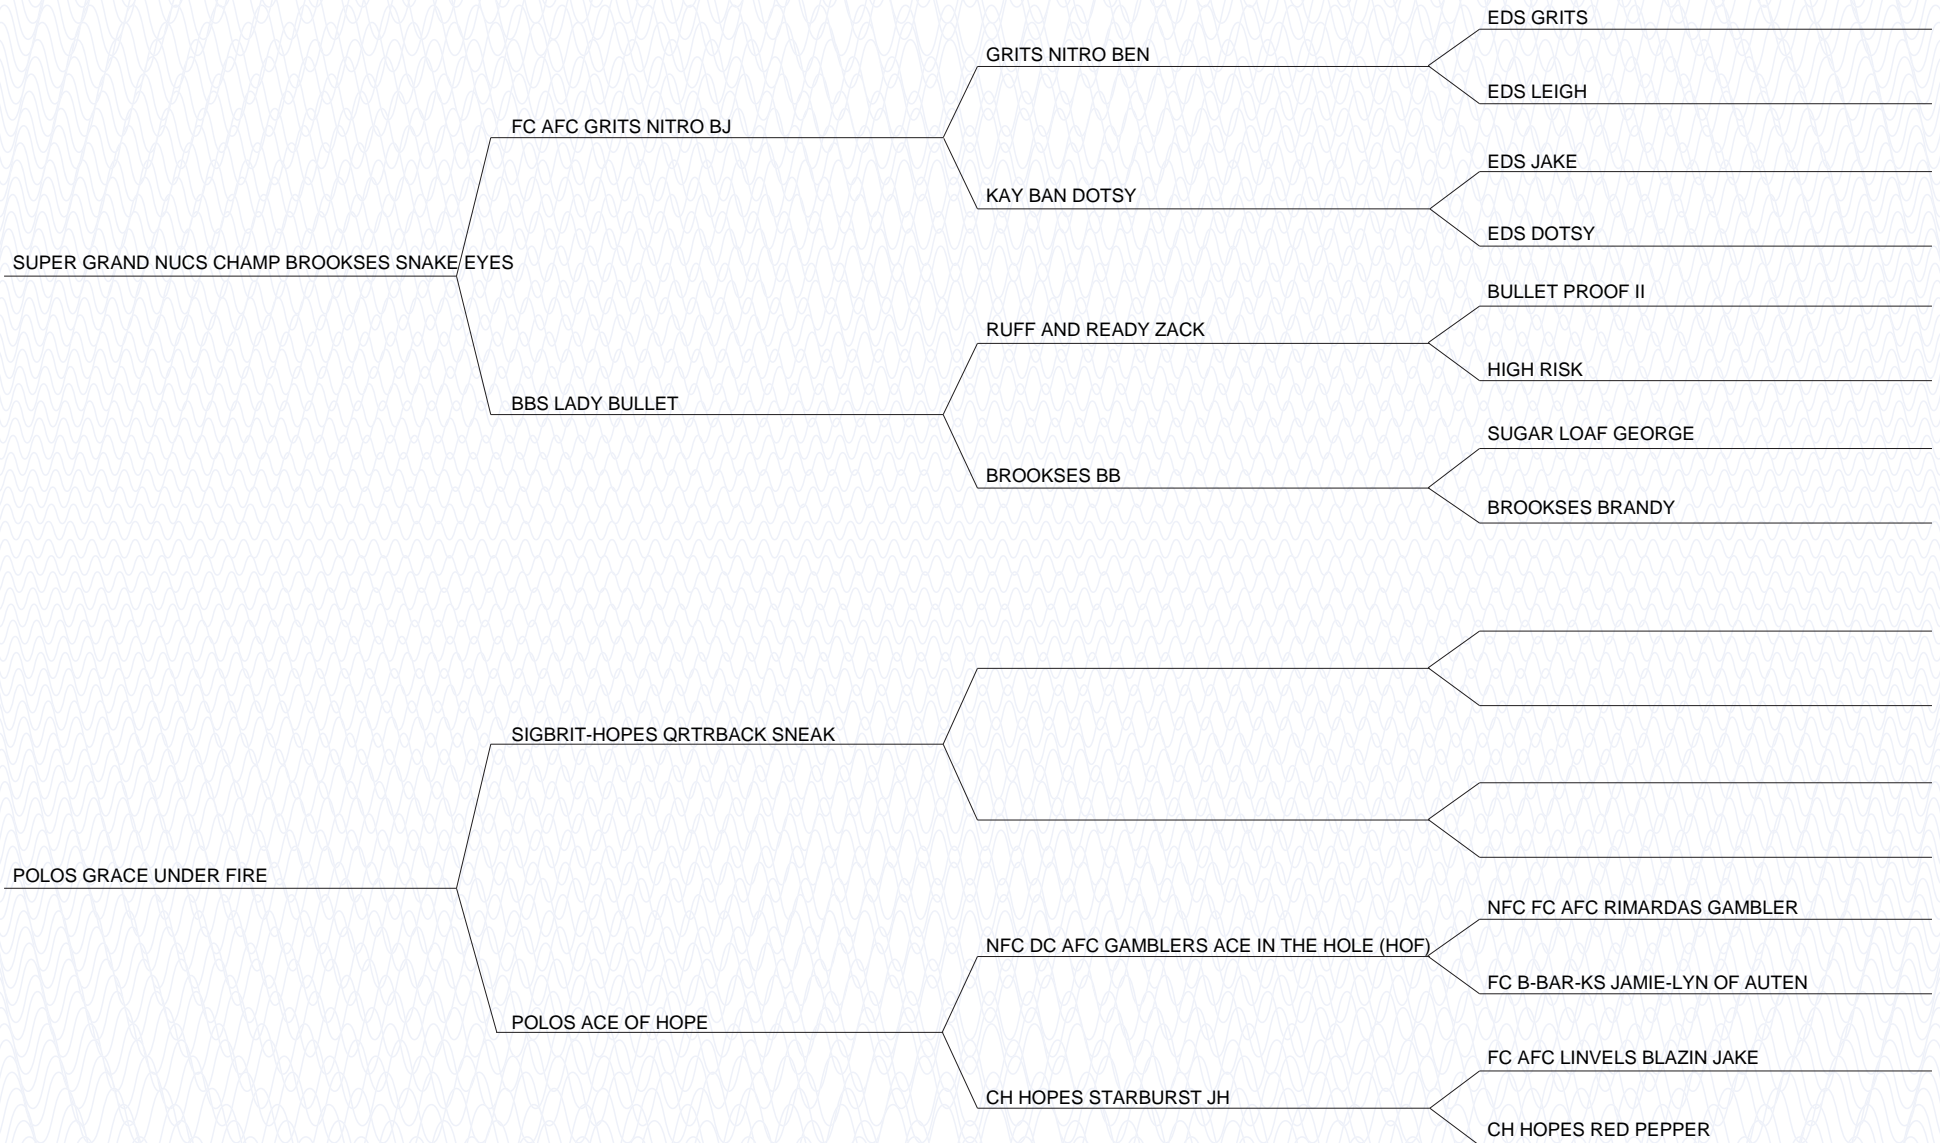 EDS GRITS
GRITS NITRO BEN
EDS LEIGH
FC AFC GRITS NITRO BJ
EDS JAKE
KAY BAN DOTSY
EDS DOTSY
SUPER GRAND NUCS CHAMP BROOKSES SNAKE EYES
BULLET PROOF II
RUFF AND READY ZACK
HIGH RISK
BBS LADY BULLET
SUGAR LOAF GEORGE
BROOKSES BB
BROOKSES BRANDY
SIGBRIT-HOPES QRTRBACK SNEAK
POLOS GRACE UNDER FIRE
NFC FC AFC RIMARDAS GAMBLER
NFC DC AFC GAMBLERS ACE IN THE HOLE (HOF)
FC B-BAR-KS JAMIE-LYN OF AUTEN
POLOS ACE OF HOPE
FC AFC LINVELS BLAZIN JAKE
CH HOPES STARBURST JH
CH HOPES RED PEPPER